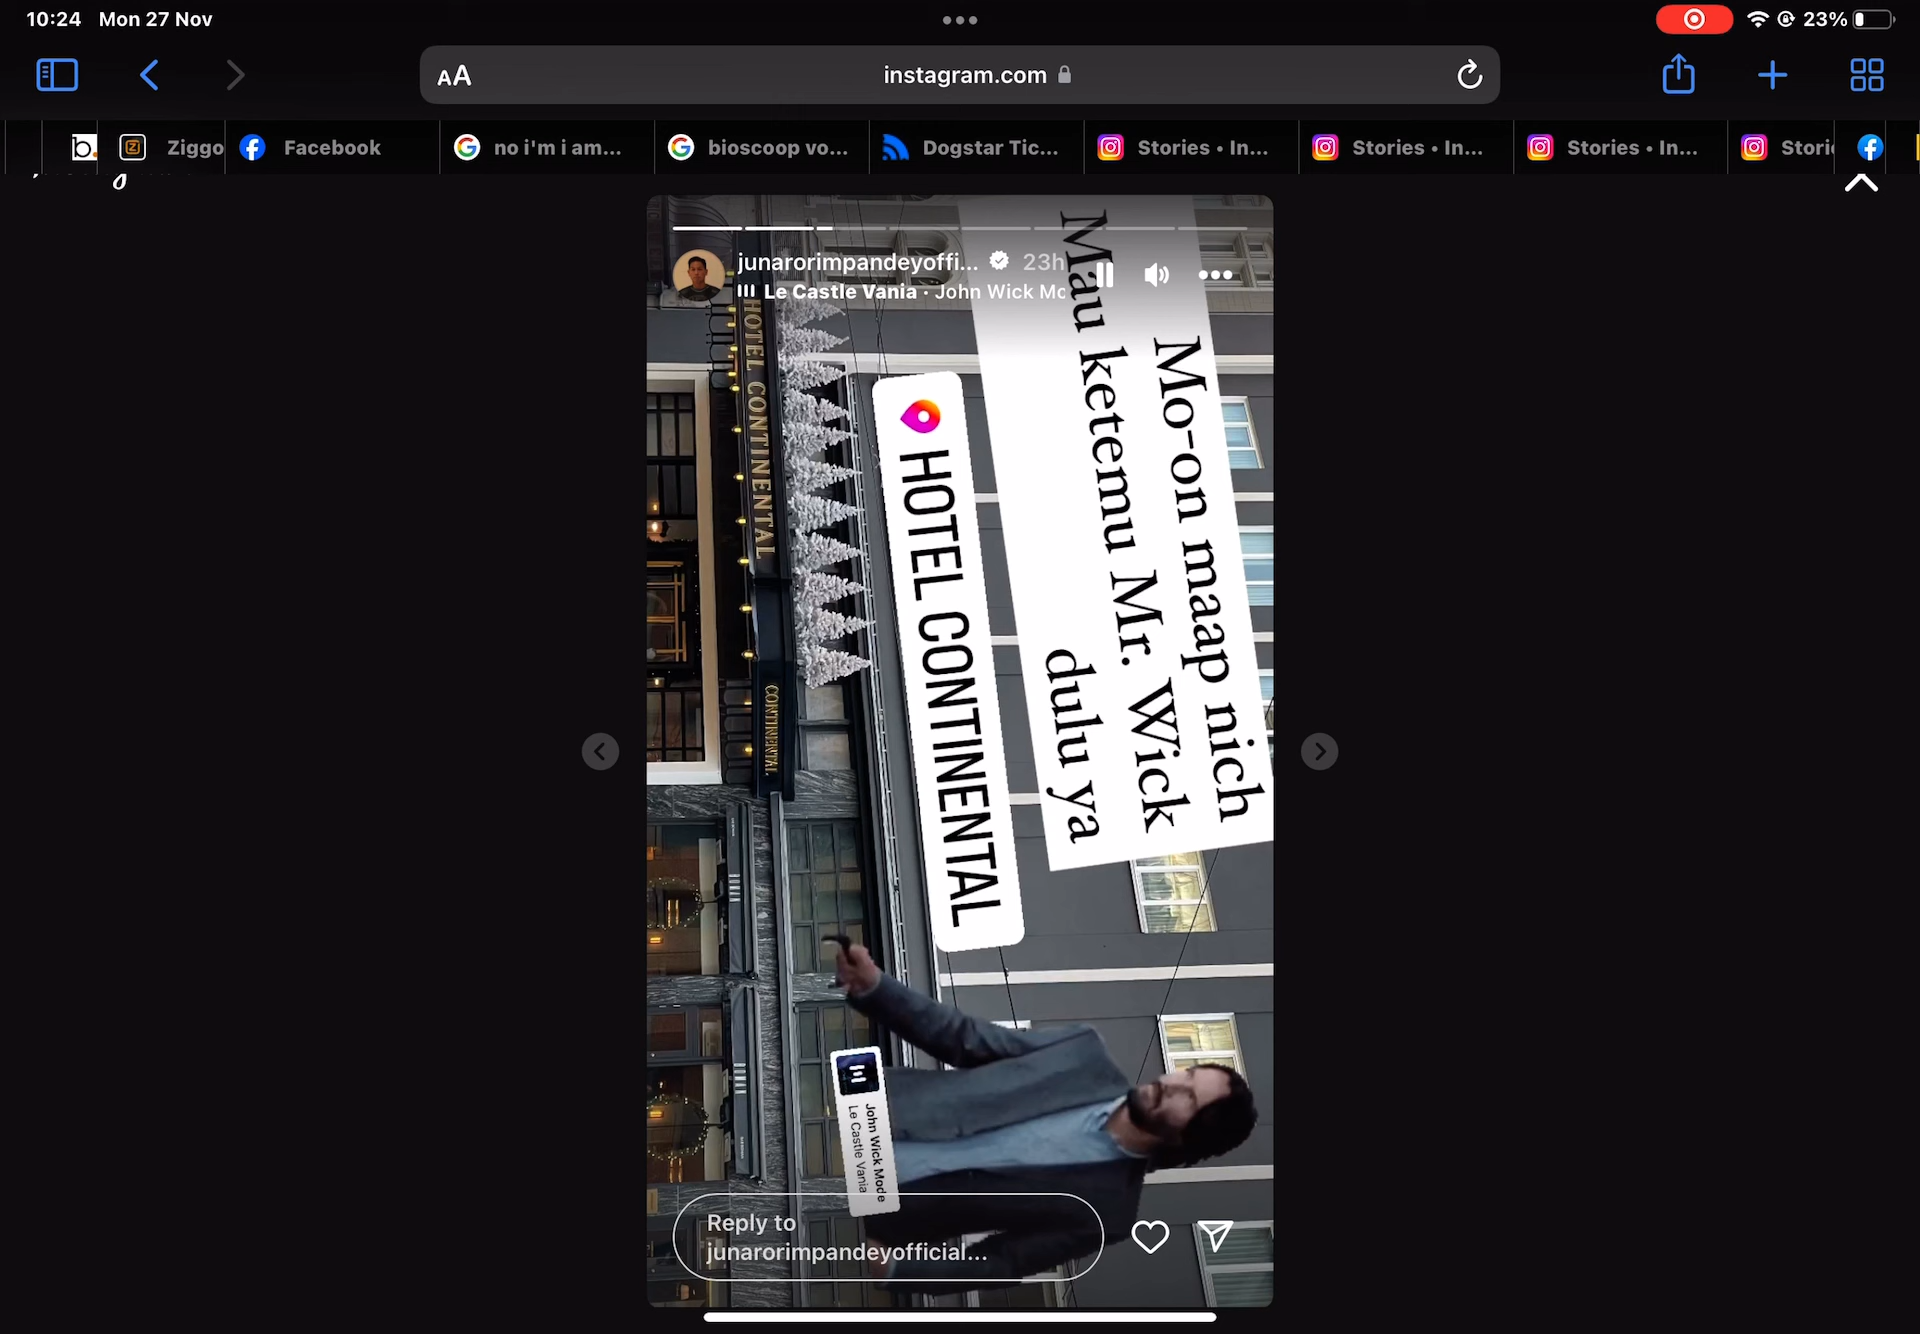 10:24 Mon 27 Nov
23%
AA
instagram.com
b.
Ziggo
Facebook
no i'm i am...
bioscoop vo...
Dogstar Tic...
Stories • In...
Stories • In...
Stories • In...
Stori
junarorimpandeyoffi... 23h
Le Castle Vania · John Wick Mo
Mo-on maap nich
Mau ketemu Mr. Wick
dulu ya
HOTEL CONTINENTAL
HOTEL CONTINENTAL
CONTINENTAL
John Wick Mode
Le Castle Vania
Reply to
junarorimpandeyofficial...